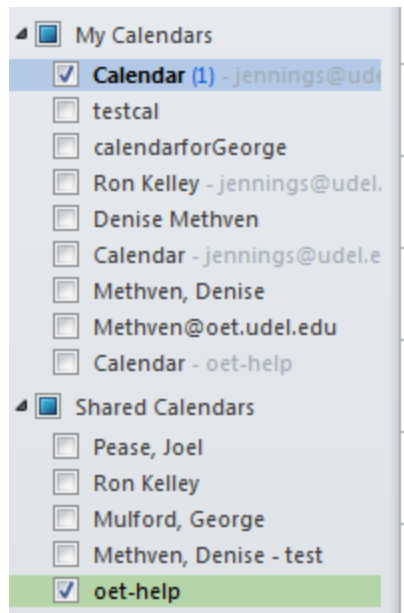 My Calendars
Calendar (1) - jennings@ude
testcal
calendarforGeorge
Ron Kelley - jennings@udel.
Denise Methven
Calendar - jennings@udel.e
Methven, Denise
Methven@oet.udel.edu
Calendar - oet-help
Shared Calendars
Pease, Joel
Ron Kelley
Mulford, George
Methven, Denise - test
oet-help